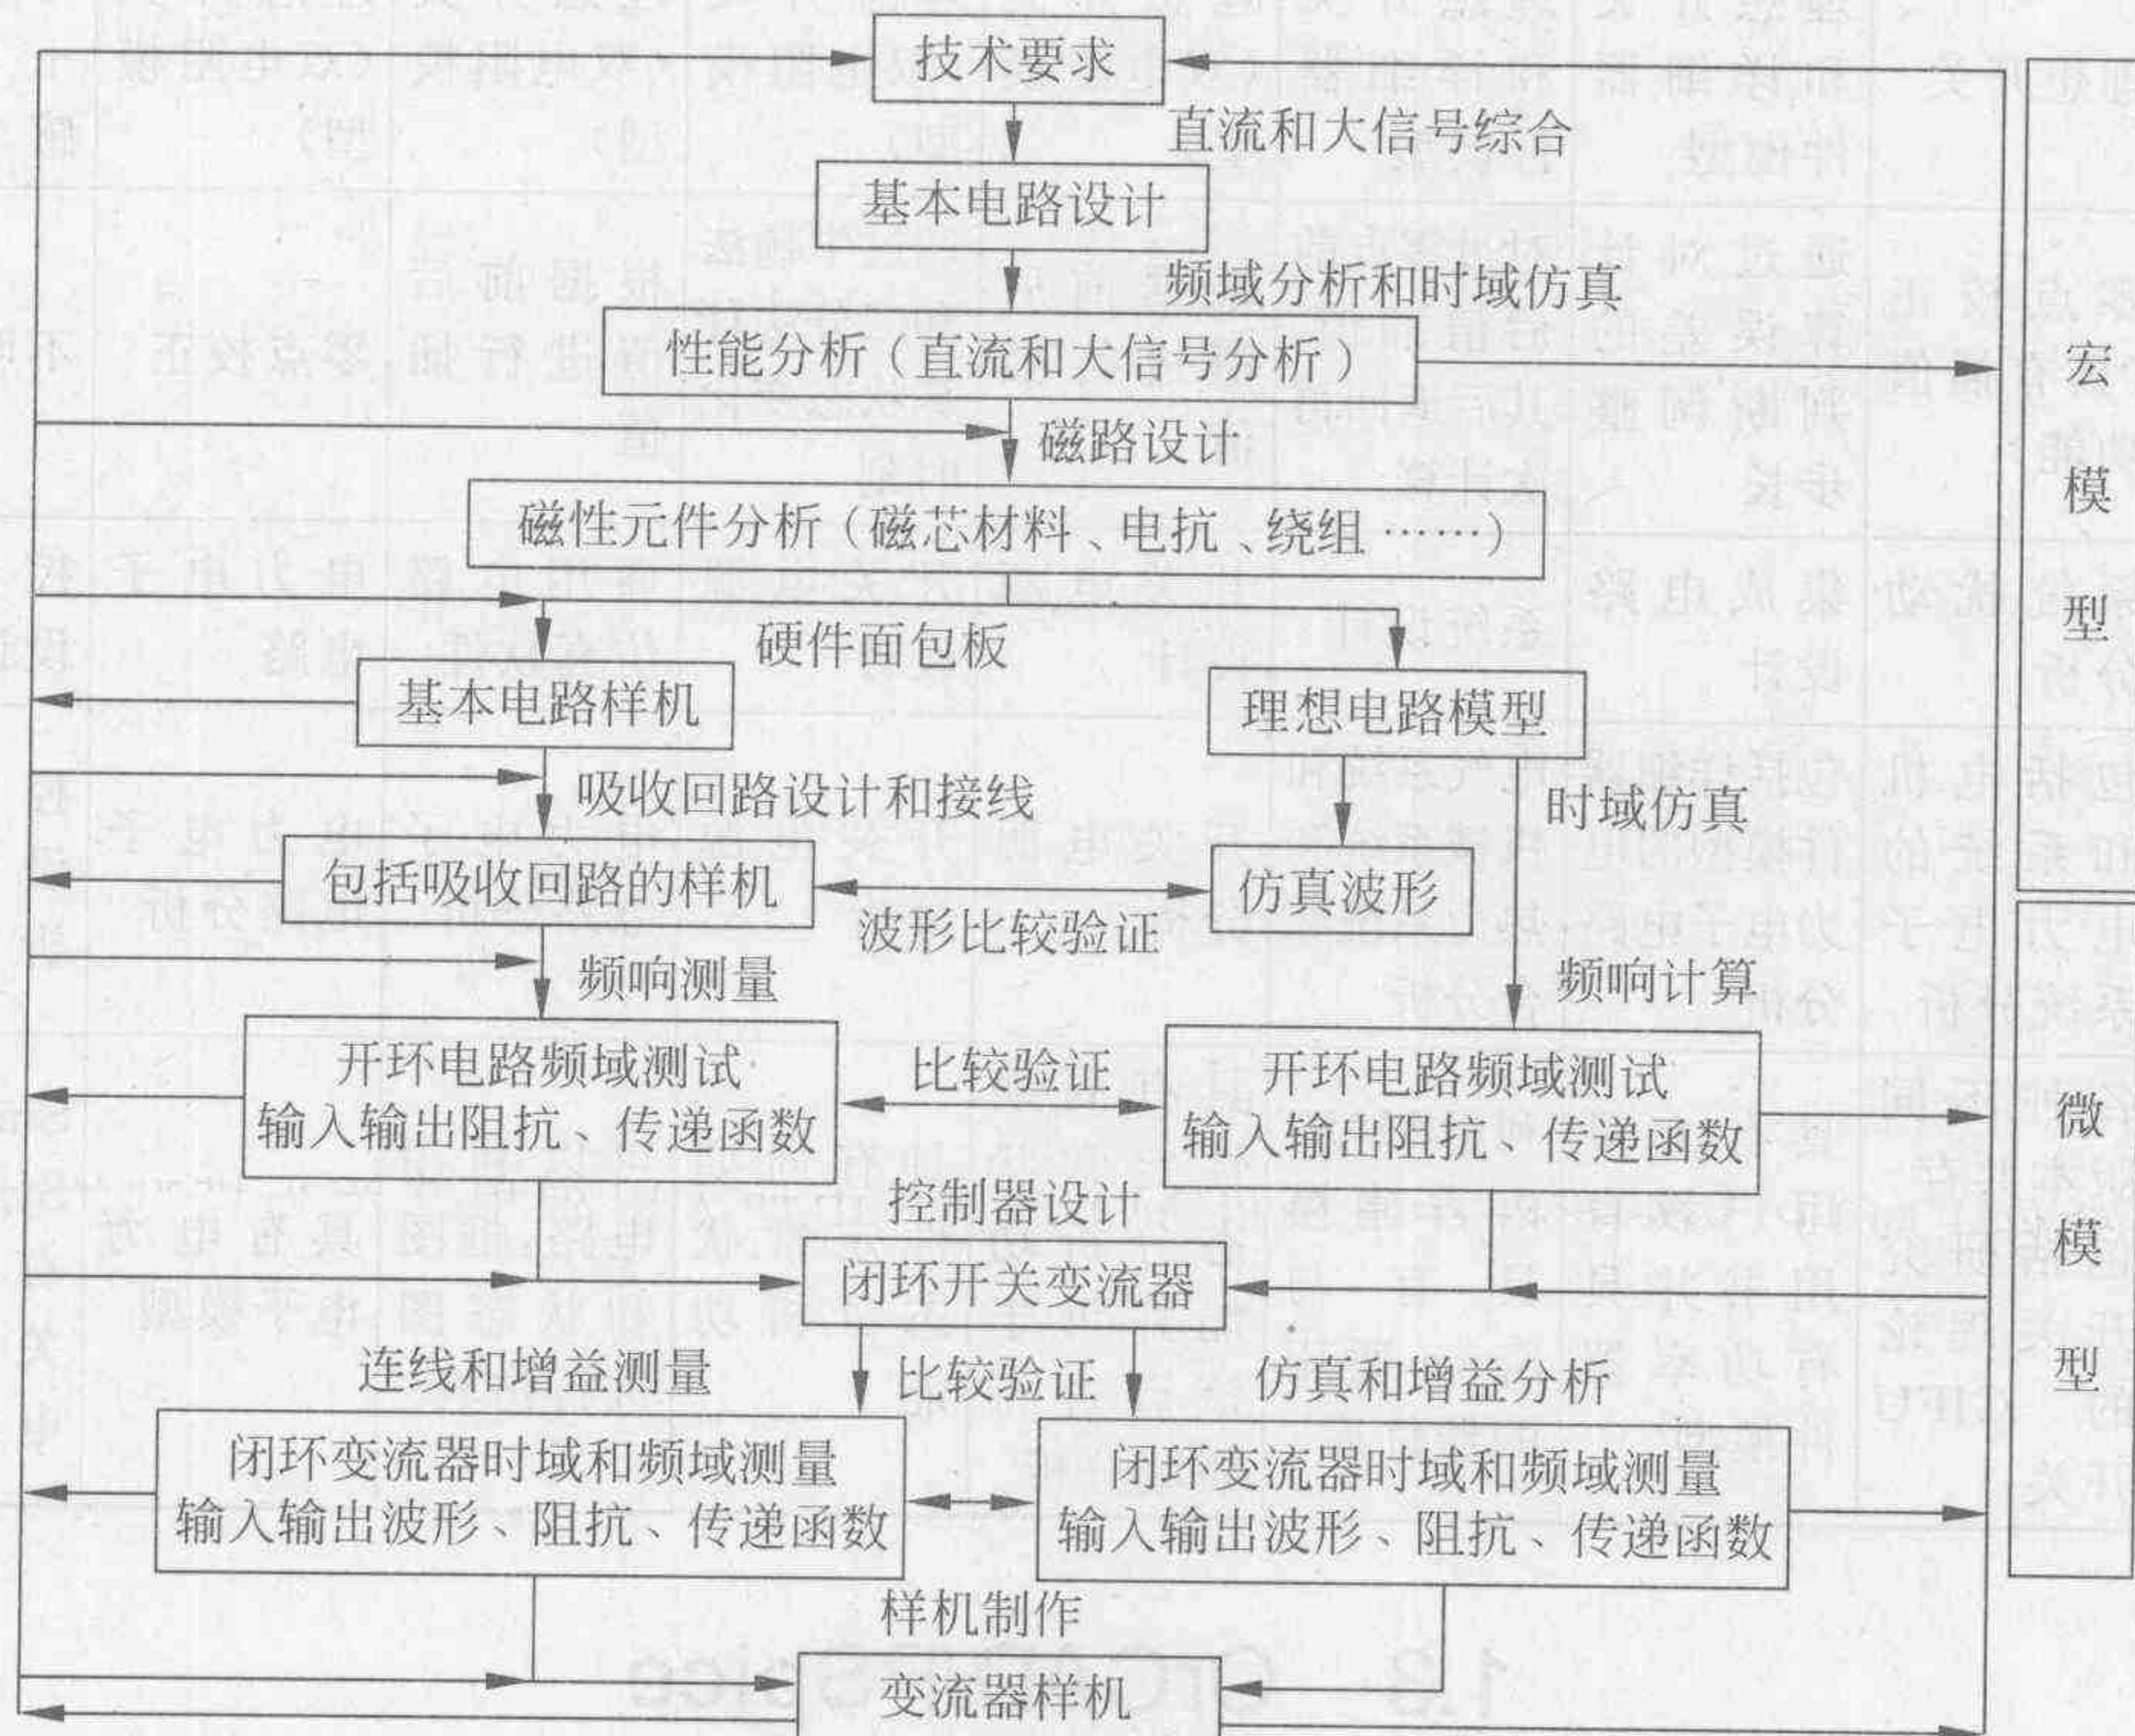 技术要求
直流和大信号综合
基本电路设计
频域分析和时域仿真
性能分析（直流和大信号分析）
磁路设计
磁性元件分析（磁芯材料、电抗、绕组……）
硬件面包板
基本电路样机
理想电路模型
吸收回路设计和接线
时域仿真
包括吸收回路的样机
波形比较验证
仿真波形
频响测量
频响计算
开环电路频域测试
输入输出阻抗、传递函数
比较验证
开环电路频域测试
输入输出阻抗、传递函数
控制器设计
闭环开关变流器
连线和增益测量
比较验证
仿真和增益分析
闭环变流器时域和频域测量
输入输出波形、阻抗、传递函数
闭环变流器时域和频域测量
输入输出波形、阻抗、传递函数
样机制作
变流器样机
宏模型
微模型